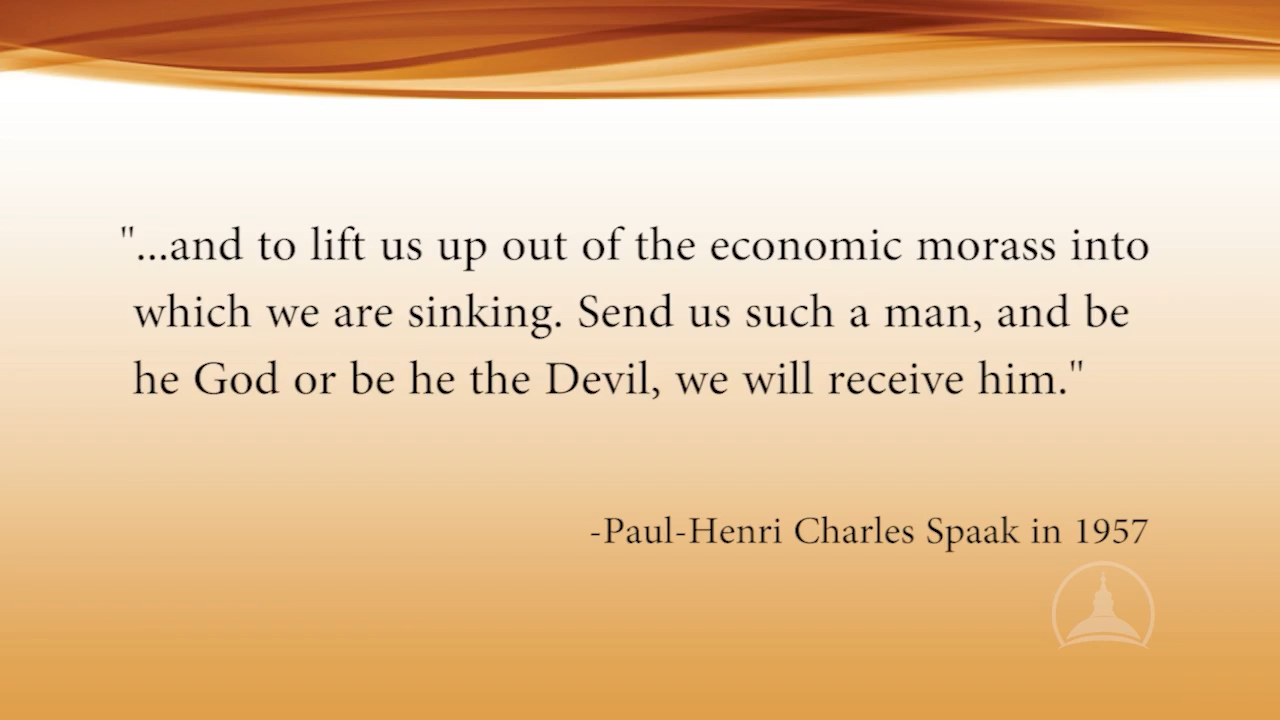 "...and to lift us up out of the economic morass into
which we are sinking. Send us such a man, and be
he God or be he the Devil, we will receive him."
-Paul-Henri Charles Spaak in 1957